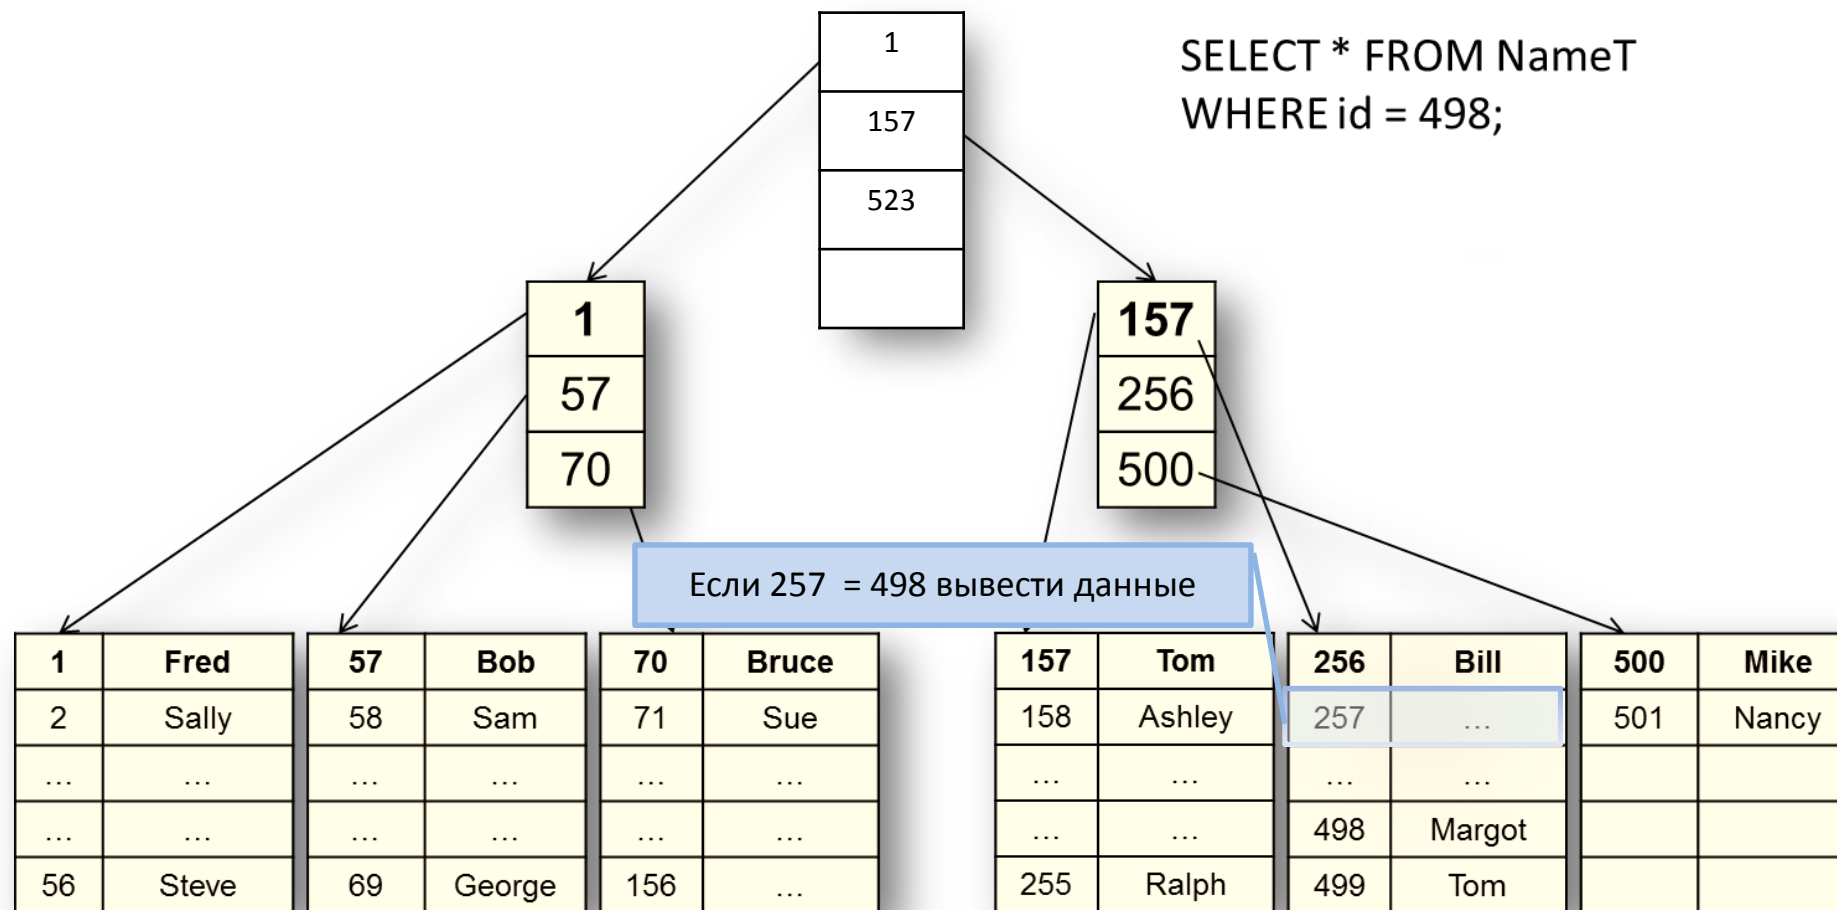 1
157
523
SELECT * FROM NameT
WHERE id = 498;
1
57
70
157
256
500
Если 257  = 498 вывести данные
1 Fred 57 Bob 70 Bruce 157 Tom 256 Bill 500 Mike
2 Sally 58 Sam 71 Sue 158 Ashley 257 ... 501 Nancy
... ... ... ... ... ... ... ... ... ...
... ... ... ... ... ... ... ... 498 Margot
56 Steve 69 George 156 ... 255 Ralph 499 Tom